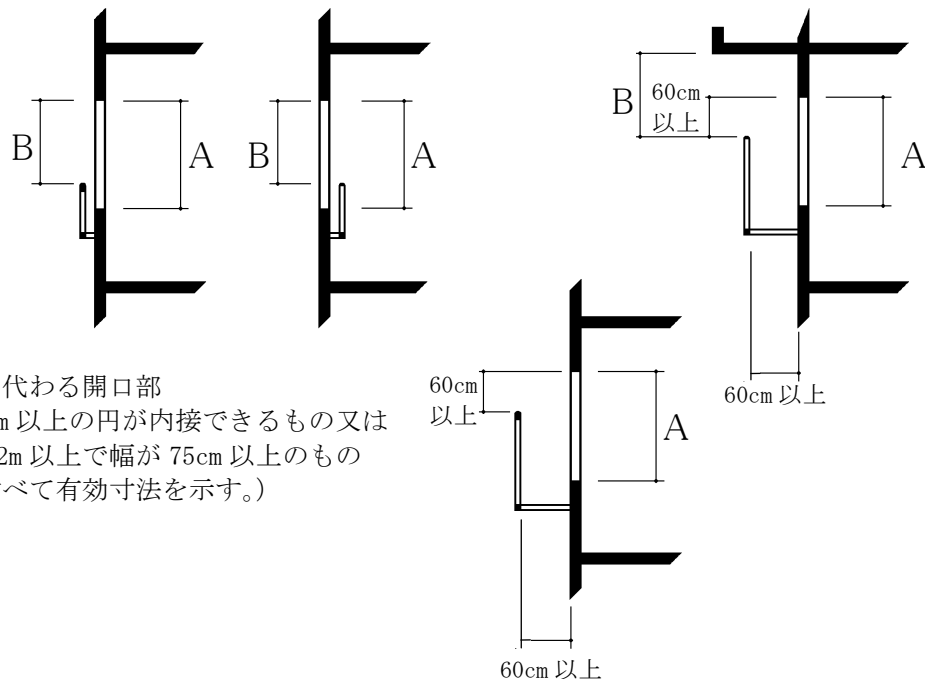 B
A
B
A
B
60cm
以上
A
60cm 以上
代わる開口部
m 以上の円が内接できるもの又は
2m 以上で幅が 75cm 以上のもの
べて有効寸法を示す。）
60cm
以上
A
60cm 以上